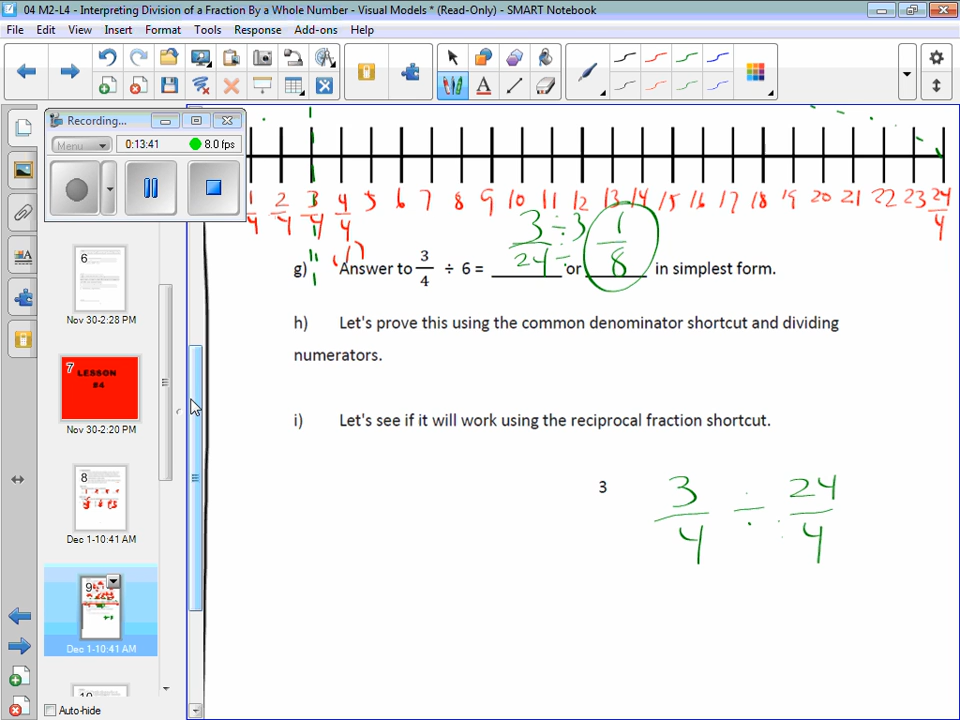 04 M2-L4 - Interpreting Division of a Fraction By a Whole Number - Visual Models * (Read-Only) - SMART Notebook
File Edit View Insert Format Tools Response Add-ons Help
Recording...
Menu 0:13:41 8.0 fps
1/4 2/4 3/4 4/4 5 6 7 8 9 10 11 12 13 14 15 16 17 18 19 20 21 22 23 24/4
g) Answer to 3/4 ÷ 6 = 3÷3/24÷ or 1/8 in simplest form.
h) Let's prove this using the common denominator shortcut and dividing
numerators.
i) Let's see if it will work using the reciprocal fraction shortcut.
3
3/4 ÷ 24/4
6
Nov 30-2:28 PM
7
LESSON
#4
Nov 30-2:20 PM
8
Dec 1-10:41 AM
9
Dec 1-10:41 AM
10
Auto-hide